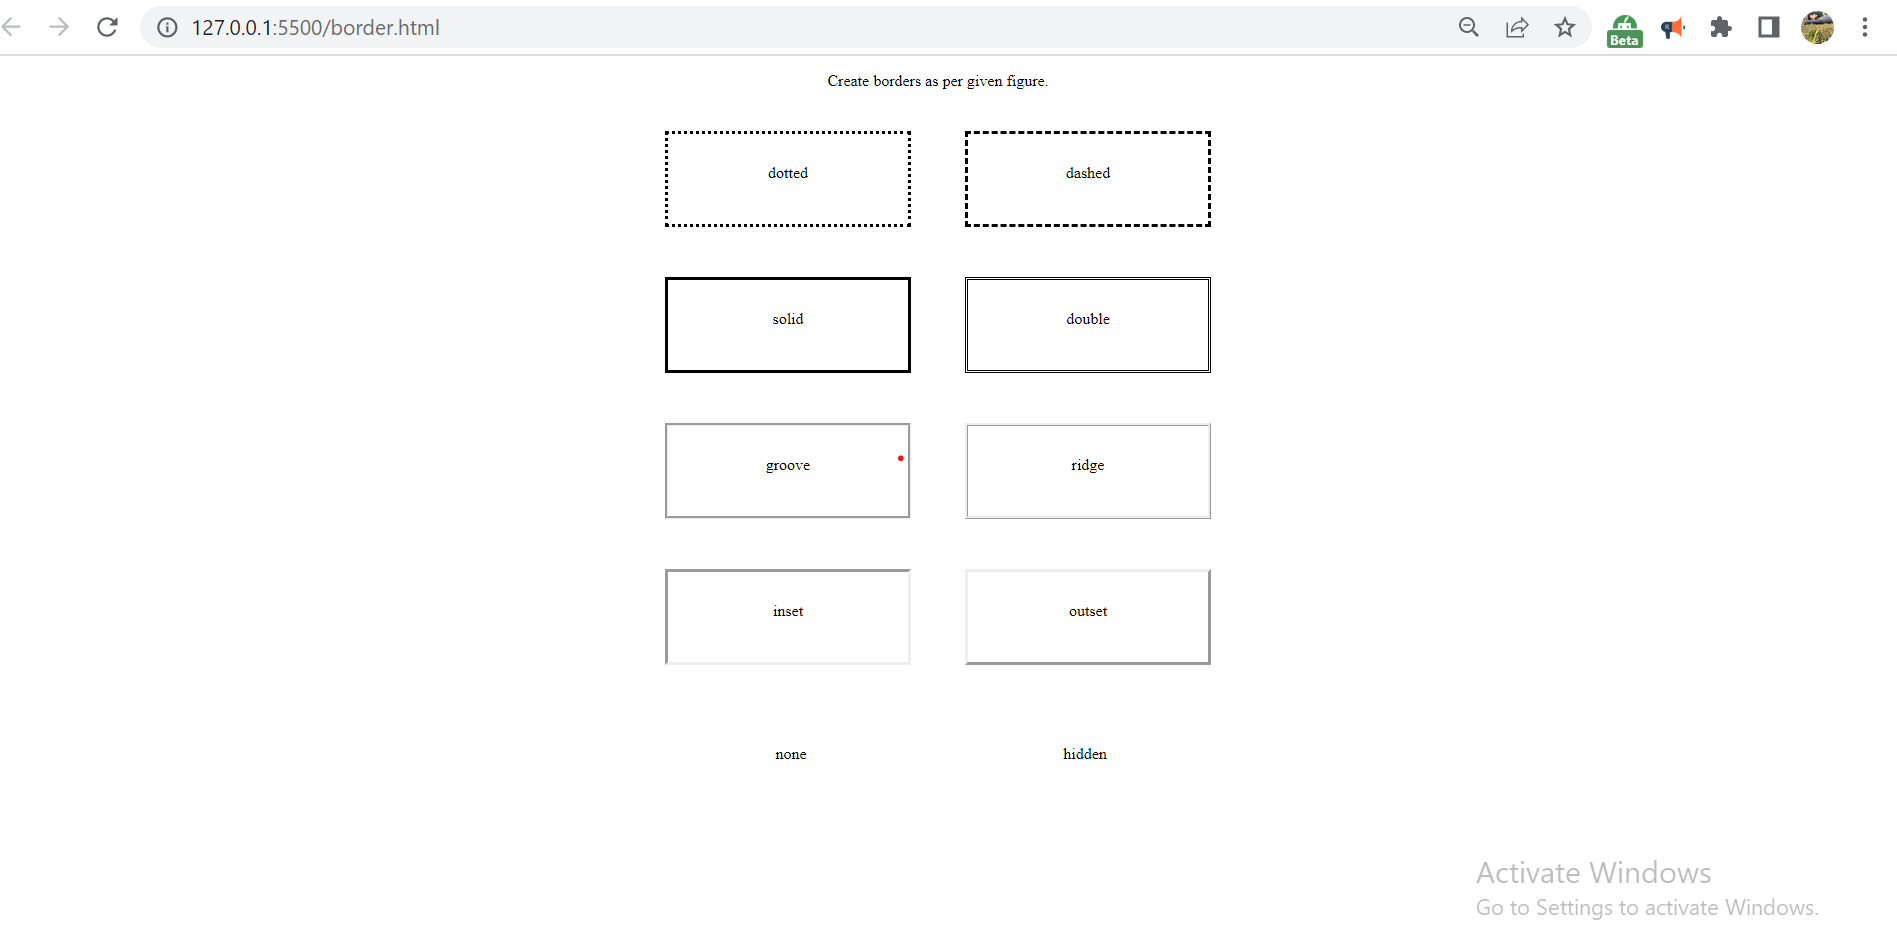 127.0.0.1:5500/border.html
Beta
Create borders as per given figure.
dotted dashed
solid double
groove ridge
inset outset
none hidden
Activate Windows
Go to Settings to activate Windows.